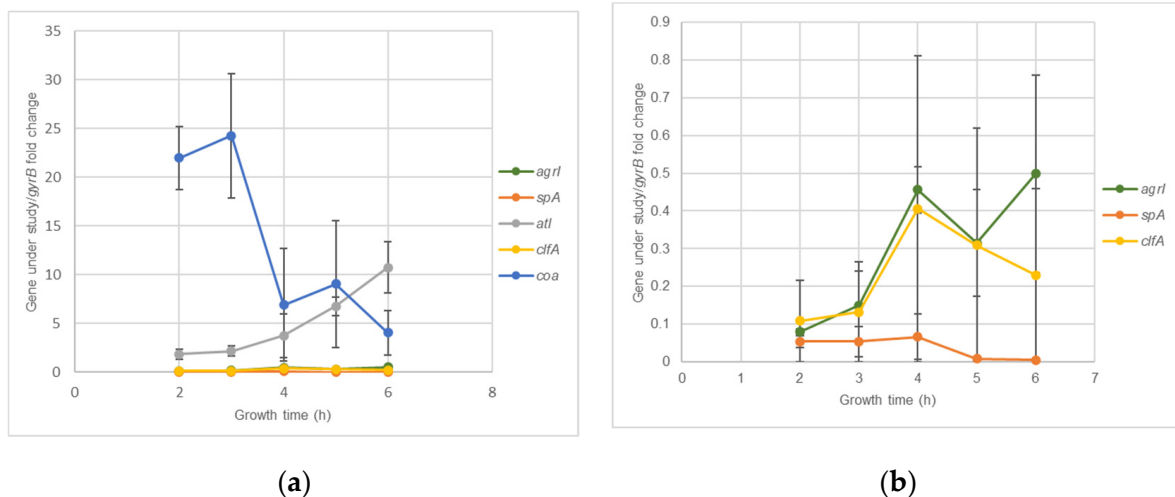 35
30
25
20
15
10
5
0
Gene under study/gyrB fold change
0 2 4 6 8
Growth time (h)
agrI
spA
atl
clfA
coa
(a)
0.9
0.8
0.7
0.6
0.5
0.4
0.3
0.2
0.1
0
Gene under study/gyrB fold change
0 1 2 3 4 5 6 7
Growth time (h)
agrI
spA
clfA
(b)